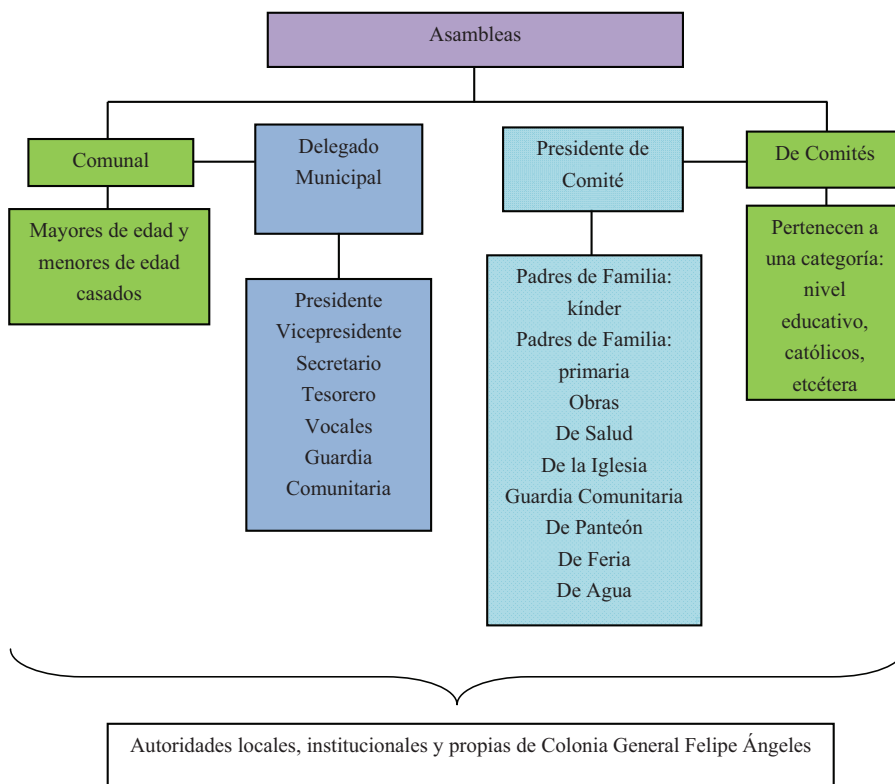 Asambleas
Comunal
Delegado
Municipal
Presidente de
Comité
De Comités
Mayores de edad y
menores de edad
casados
Presidente
Vicepresidente
Secretario
Tesorero
Vocales
Guardia
Comunitaria
Padres de Familia:
kínder
Padres de Familia:
primaria
Obras
De Salud
De la Iglesia
Guardia Comunitaria
De Panteón
De Feria
De Agua
Pertenecen a
una categoría:
nivel
educativo,
católicos,
etcétera
Autoridades locales, institucionales y propias de Colonia General Felipe Ángeles